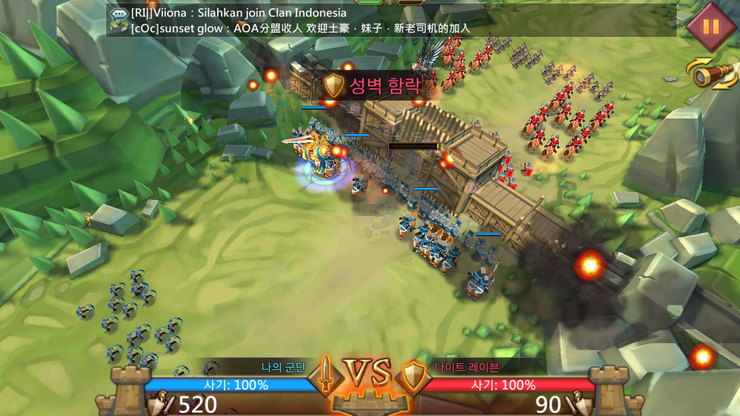 [RI|]Viiona : Silahkan join Clan Indonesia
[cOc]sunset glow : AOA分盟收人 欢迎土豪，妹子，新老司机的加入
성벽 함락
나의 군단
VS
나이트 레이븐
사기: 100%
사기: 100%
520
90